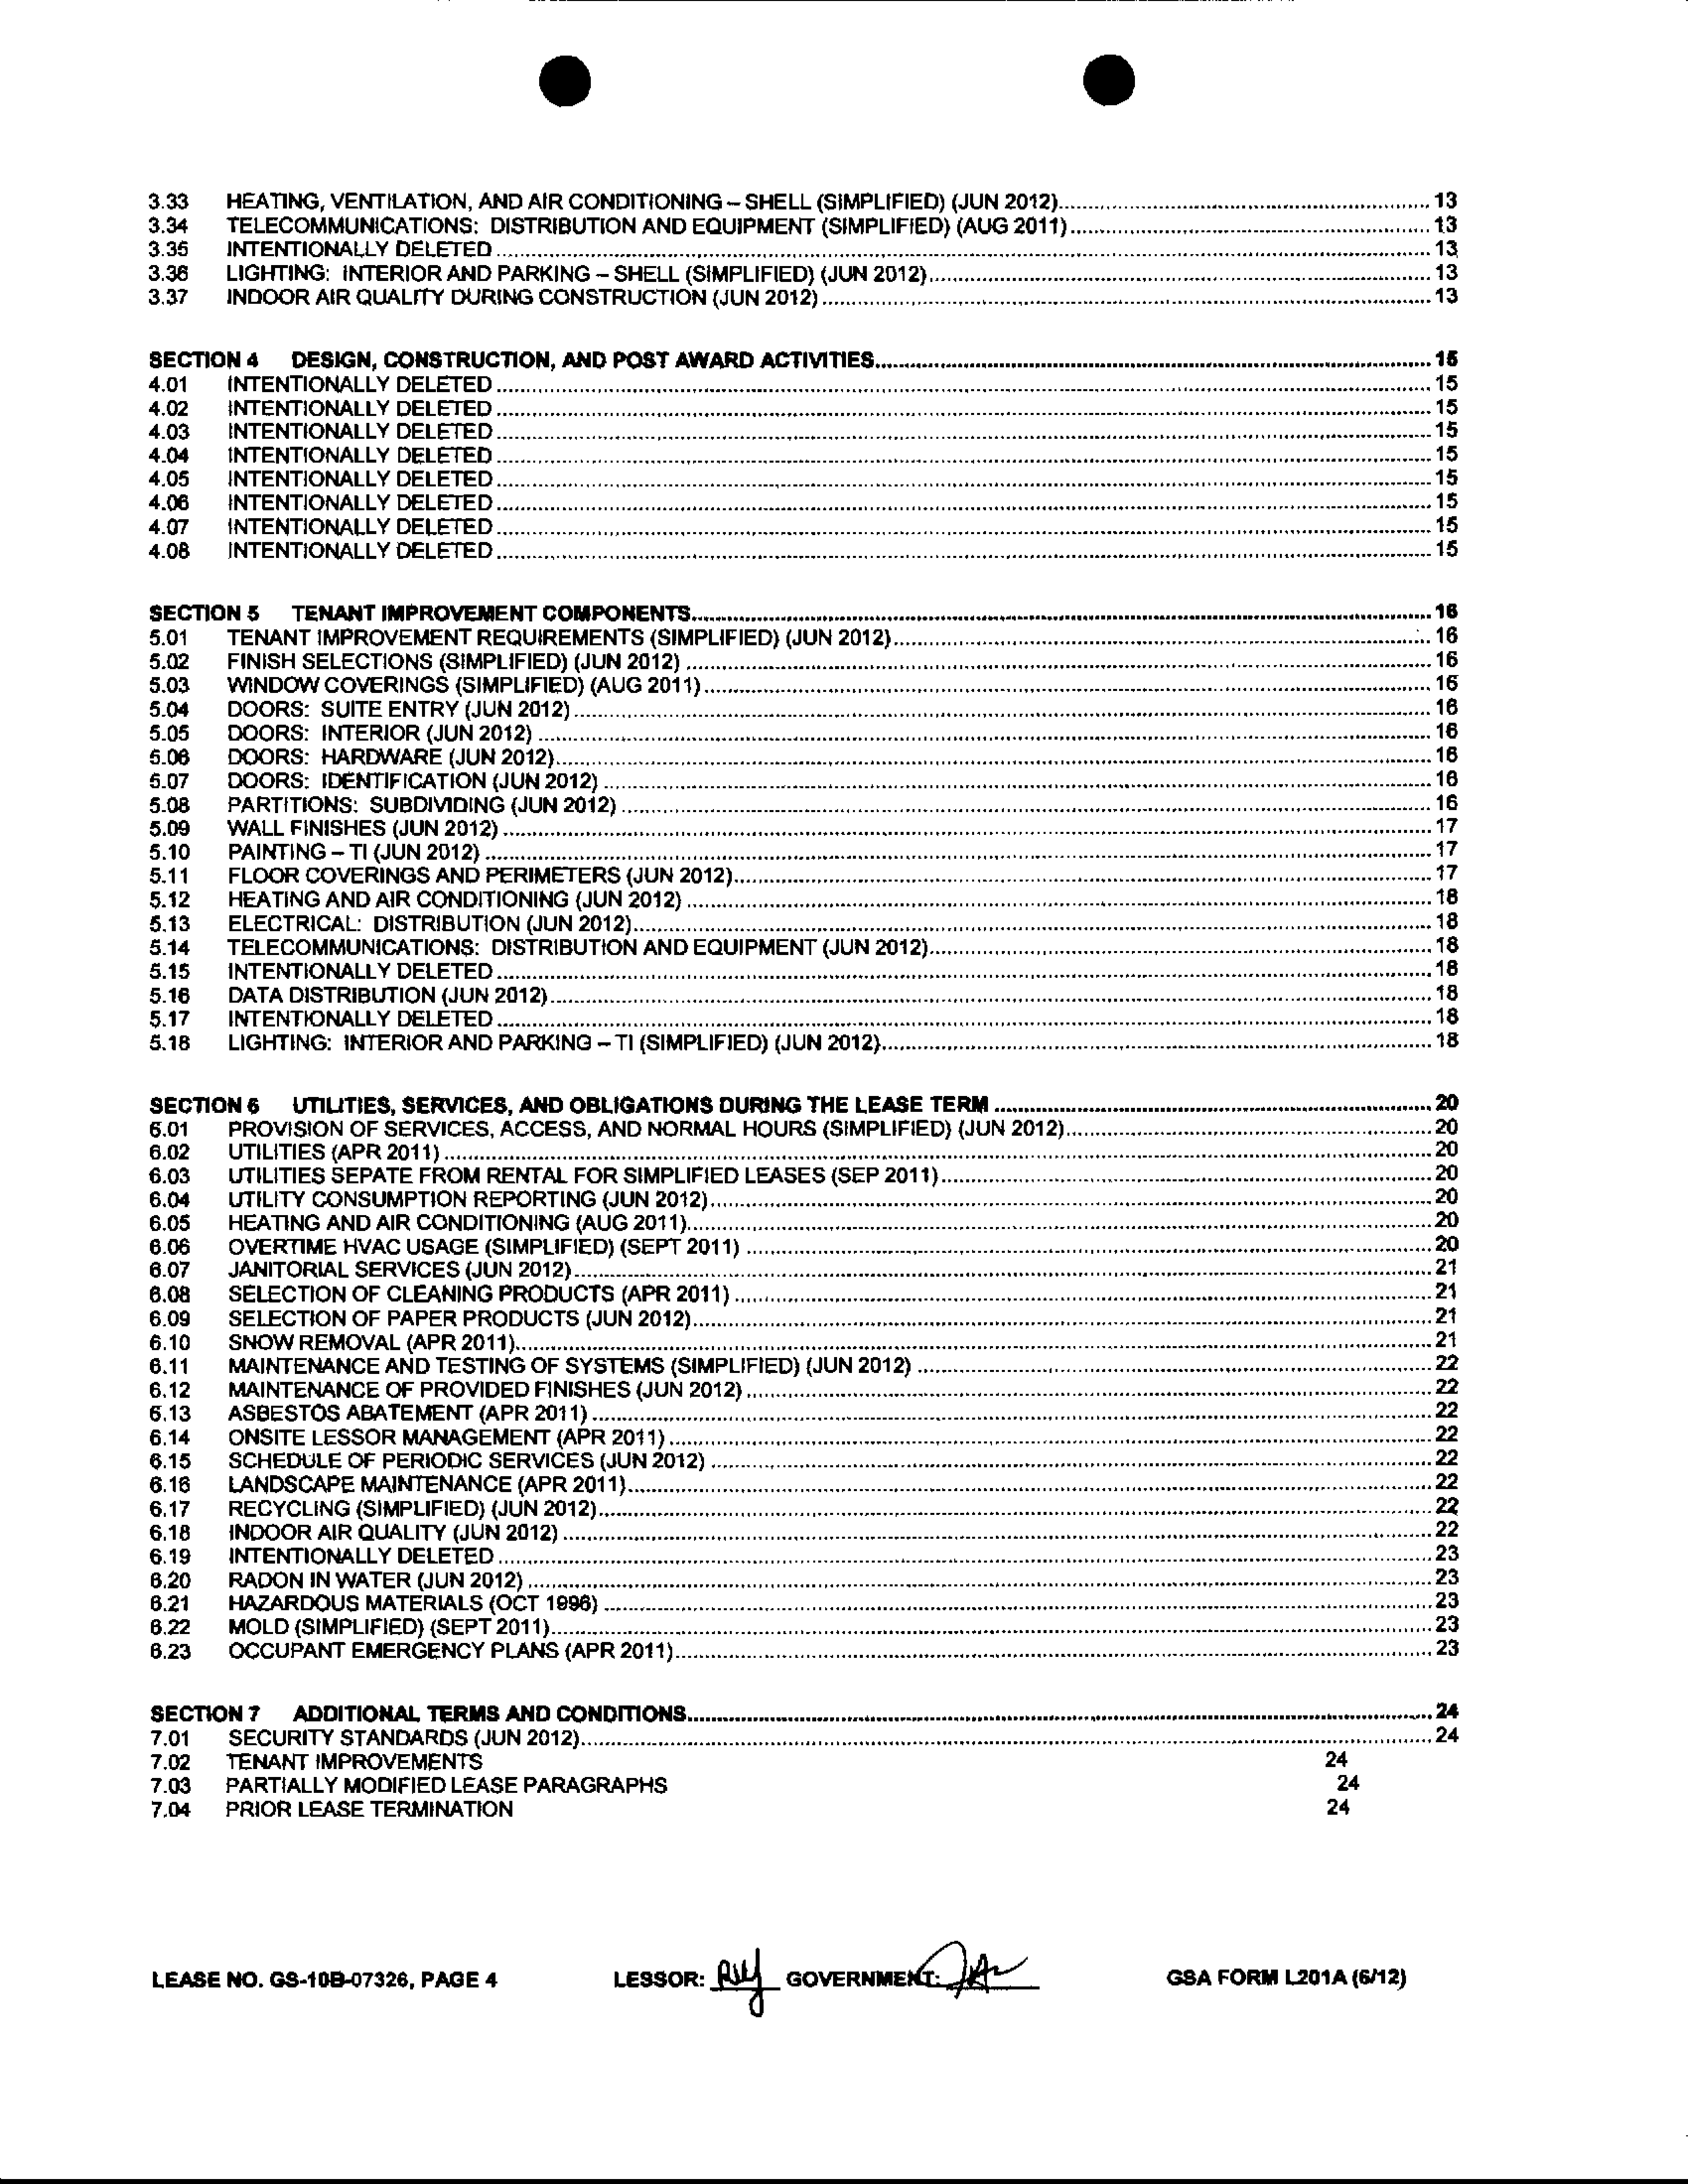 3.33 HEATING, VENTILATION, AND AIR CONDITIONING – SHELL (SIMPLIFIED) (JUN 2012) 13
3.34 TELECOMMUNICATIONS: DISTRIBUTION AND EQUIPMENT (SIMPLIFIED) (AUG 2011) 13
3.35 INTENTIONALLY DELETED 13
3.36 LIGHTING: INTERIOR AND PARKING – SHELL (SIMPLIFIED) (JUN 2012) 13
3.37 INDOOR AIR QUALITY DURING CONSTRUCTION (JUN 2012) 13
SECTION 4 DESIGN, CONSTRUCTION, AND POST AWARD ACTIVITIES 15
4.01 INTENTIONALLY DELETED 15
4.02 INTENTIONALLY DELETED 15
4.03 INTENTIONALLY DELETED 15
4.04 INTENTIONALLY DELETED 15
4.05 INTENTIONALLY DELETED 15
4.06 INTENTIONALLY DELETED 15
4.07 INTENTIONALLY DELETED 15
4.08 INTENTIONALLY DELETED 15
SECTION 5 TENANT IMPROVEMENT COMPONENTS 16
5.01 TENANT IMPROVEMENT REQUIREMENTS (SIMPLIFIED) (JUN 2012) 16
5.02 FINISH SELECTIONS (SIMPLIFIED) (JUN 2012) 16
5.03 WINDOW COVERINGS (SIMPLIFIED) (AUG 2011) 16
5.04 DOORS: SUITE ENTRY (JUN 2012) 16
5.05 DOORS: INTERIOR (JUN 2012) 16
5.06 DOORS: HARDWARE (JUN 2012) 16
5.07 DOORS: IDENTIFICATION (JUN 2012) 16
5.08 PARTITIONS: SUBDIVIDING (JUN 2012) 16
5.09 WALL FINISHES (JUN 2012) 17
5.10 PAINTING – TI (JUN 2012) 17
5.11 FLOOR COVERINGS AND PERIMETERS (JUN 2012) 17
5.12 HEATING AND AIR CONDITIONING (JUN 2012) 18
5.13 ELECTRICAL: DISTRIBUTION (JUN 2012) 18
5.14 TELECOMMUNICATIONS: DISTRIBUTION AND EQUIPMENT (JUN 2012) 18
5.15 INTENTIONALLY DELETED 18
5.16 DATA DISTRIBUTION (JUN 2012) 18
5.17 INTENTIONALLY DELETED 18
5.18 LIGHTING: INTERIOR AND PARKING – TI (SIMPLIFIED) (JUN 2012) 18
SECTION 6 UTILITIES, SERVICES, AND OBLIGATIONS DURING THE LEASE TERM 20
6.01 PROVISION OF SERVICES, ACCESS, AND NORMAL HOURS (SIMPLIFIED) (JUN 2012) 20
6.02 UTILITIES (APR 2011) 20
6.03 UTILITIES SEPATE FROM RENTAL FOR SIMPLIFIED LEASES (SEP 2011) 20
6.04 UTILITY CONSUMPTION REPORTING (JUN 2012) 20
6.05 HEATING AND AIR CONDITIONING (AUG 2011) 20
6.06 OVERTIME HVAC USAGE (SIMPLIFIED) (SEPT 2011) 20
6.07 JANITORIAL SERVICES (JUN 2012) 21
6.08 SELECTION OF CLEANING PRODUCTS (APR 2011) 21
6.09 SELECTION OF PAPER PRODUCTS (JUN 2012) 21
6.10 SNOW REMOVAL (APR 2011) 21
6.11 MAINTENANCE AND TESTING OF SYSTEMS (SIMPLIFIED) (JUN 2012) 22
6.12 MAINTENANCE OF PROVIDED FINISHES (JUN 2012) 22
6.13 ASBESTOS ABATEMENT (APR 2011) 22
6.14 ONSITE LESSOR MANAGEMENT (APR 2011) 22
6.15 SCHEDULE OF PERIODIC SERVICES (JUN 2012) 22
6.16 LANDSCAPE MAINTENANCE (APR 2011) 22
6.17 RECYCLING (SIMPLIFIED) (JUN 2012) 22
6.18 INDOOR AIR QUALITY (JUN 2012) 22
6.19 INTENTIONALLY DELETED 23
6.20 RADON IN WATER (JUN 2012) 23
6.21 HAZARDOUS MATERIALS (OCT 1996) 23
6.22 MOLD (SIMPLIFIED) (SEPT 2011) 23
6.23 OCCUPANT EMERGENCY PLANS (APR 2011) 23
SECTION 7 ADDITIONAL TERMS AND CONDITIONS 24
7.01 SECURITY STANDARDS (JUN 2012) 24
7.02 TENANT IMPROVEMENTS 24
7.03 PARTIALLY MODIFIED LEASE PARAGRAPHS 24
7.04 PRIOR LEASE TERMINATION 24
LEASE NO. GS-10B-07326, PAGE 4 LESSOR: GOVERNMENT: GSA FORM L201A (6/12)